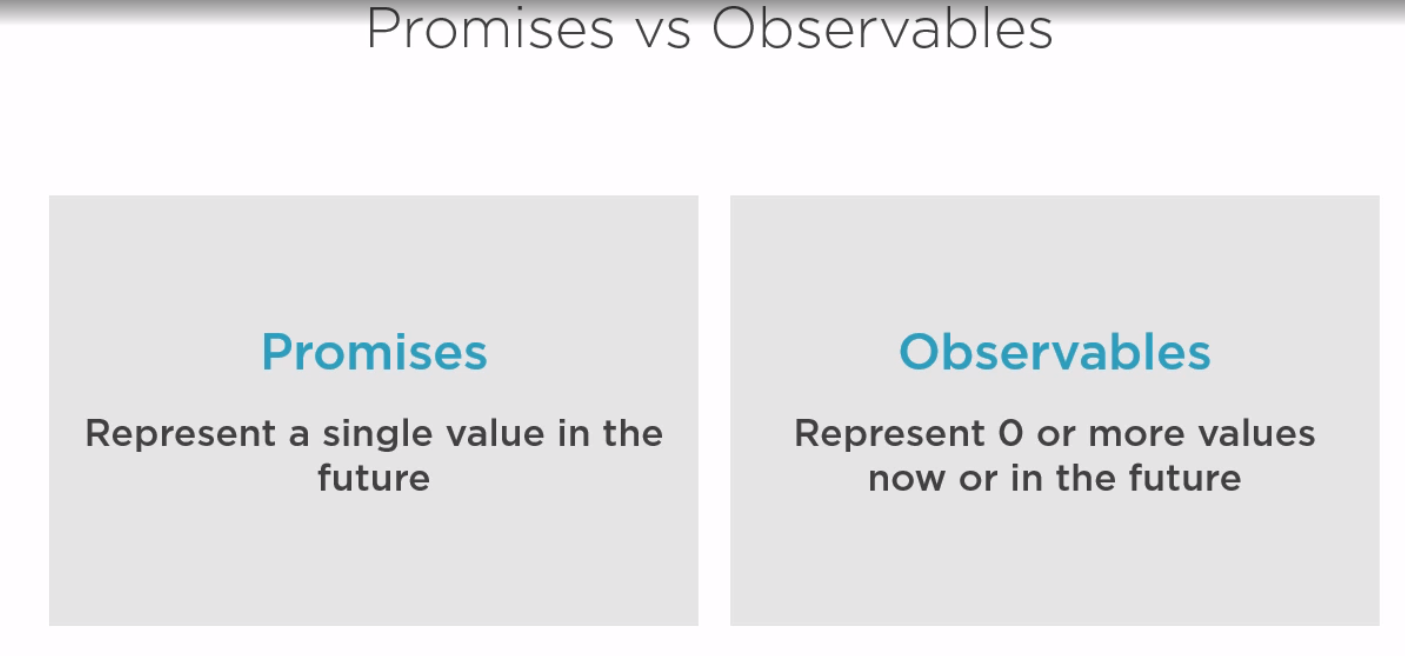 Promises vs Observables
Promises
Represent a single value in the
future
Observables
Represent 0 or more values
now or in the future